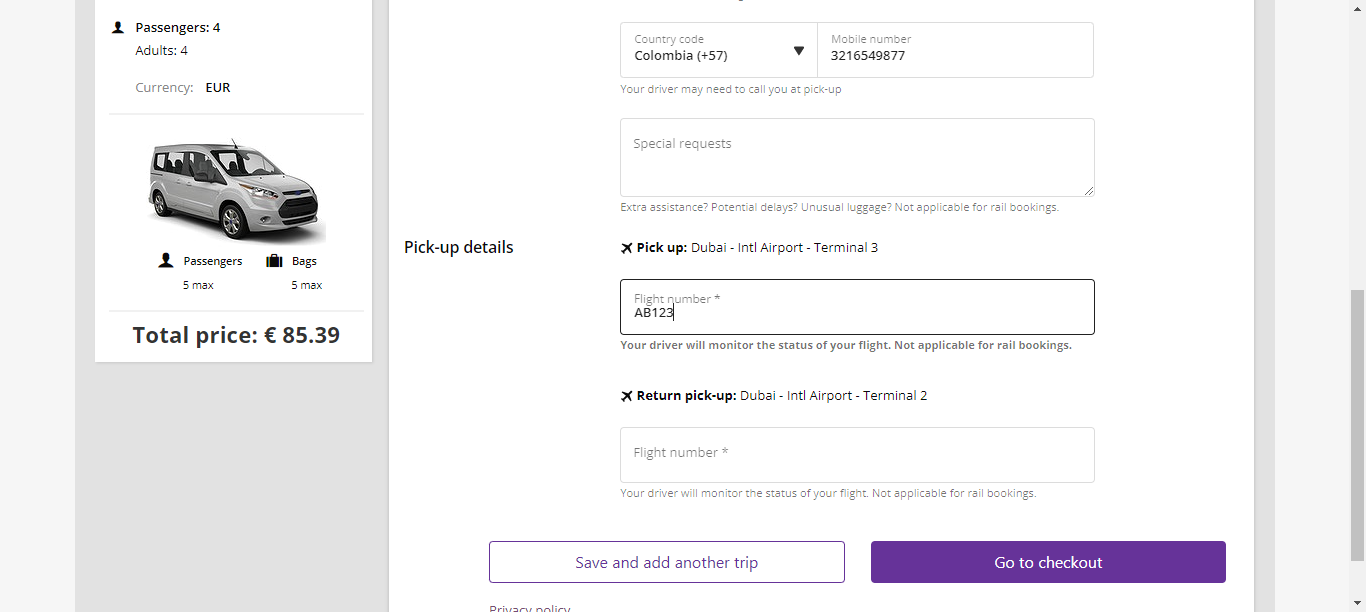 Passengers: 4
Adults: 4
Currency: EUR
Passengers
5 max
Bags
5 max
Total price: € 85.39
Country code
Colombia (+57)
Mobile number
3216549877
Your driver may need to call you at pick-up
Special requests
Extra assistance? Potential delays? Unusual luggage? Not applicable for rail bookings.
Pick-up details
Pick up: Dubai - Intl Airport - Terminal 3
Flight number *
AB123
Your driver will monitor the status of your flight. Not applicable for rail bookings.
Return pick-up: Dubai - Intl Airport - Terminal 2
Flight number *
Your driver will monitor the status of your flight. Not applicable for rail bookings.
Save and add another trip
Go to checkout
Privacy policy